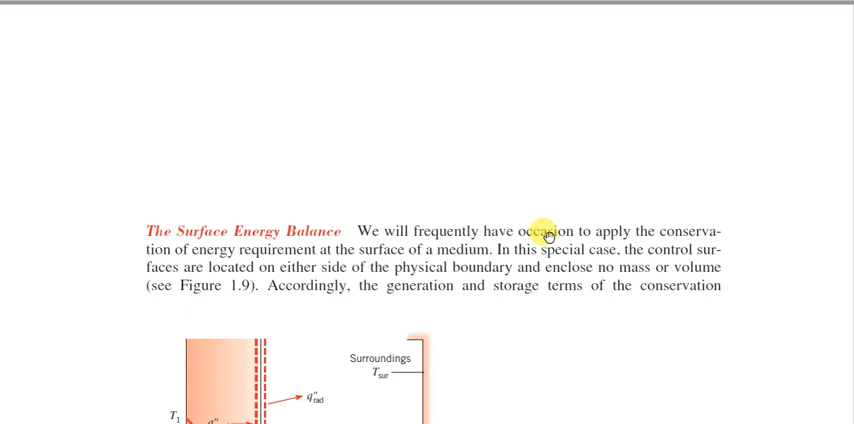 The Surface Energy Balance We will frequently have occasion to apply the conserva-
tion of energy requirement at the surface of a medium. In this special case, the control sur-
faces are located on either side of the physical boundary and enclose no mass or volume
(see Figure 1.9). Accordingly, the generation and storage terms of the conservation
Surroundings
Tsur
q″rad
T1